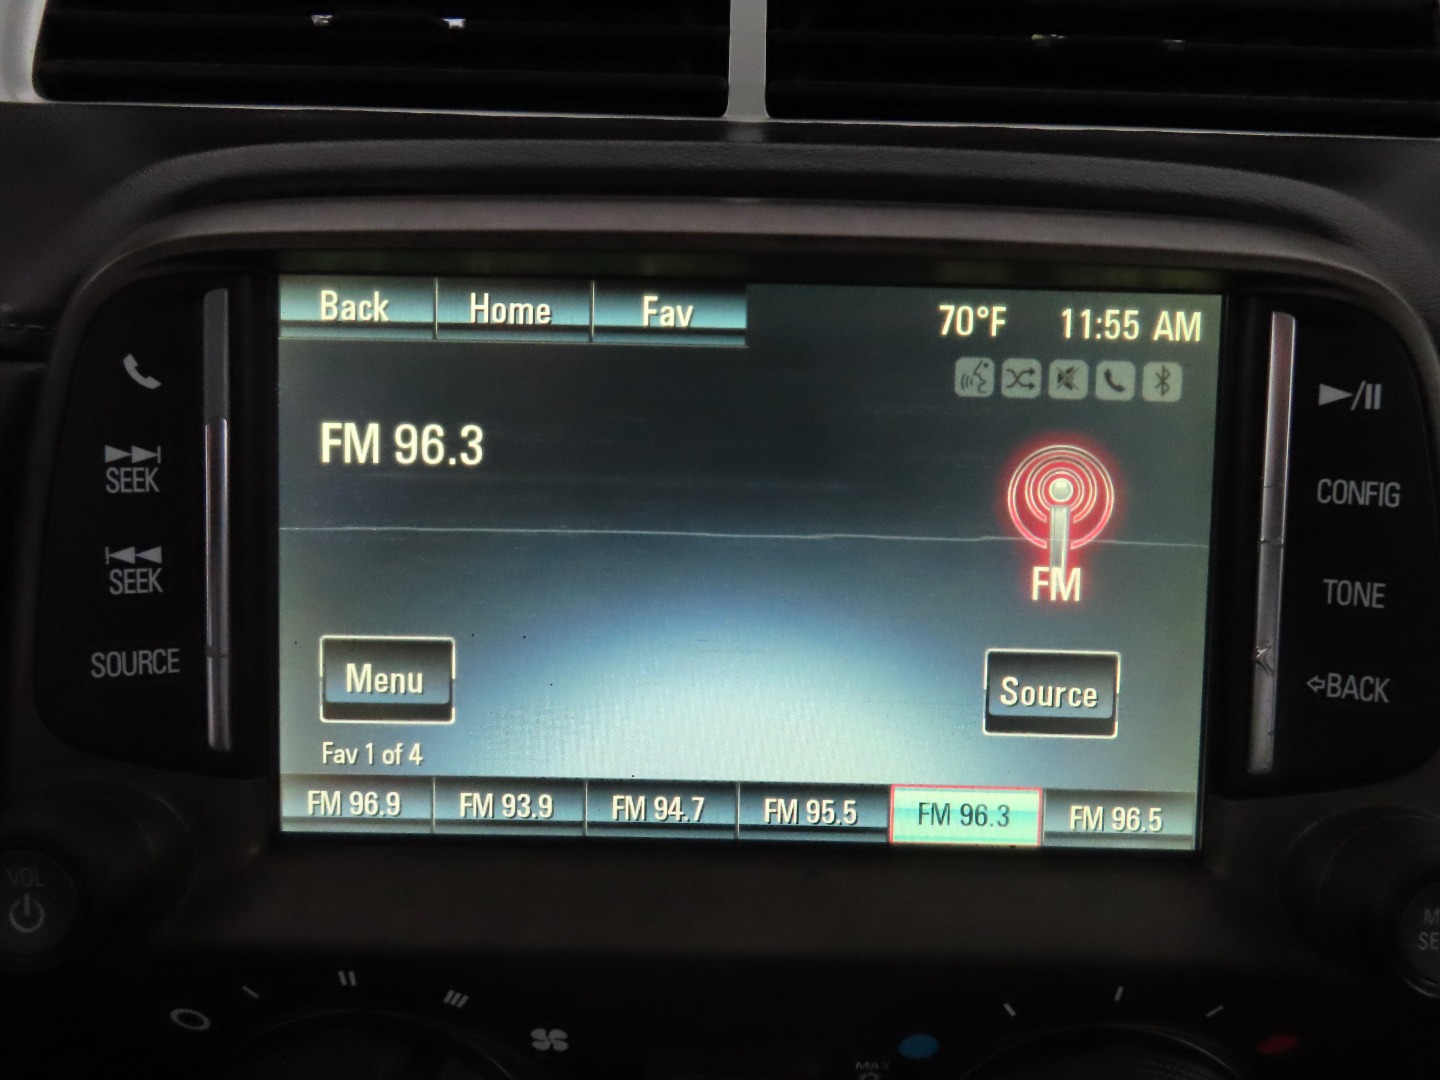 Back Home Fav
70°F 11:55 AM
FM 96.3
FM
Menu
Source
Fav 1 of 4
FM 96.9 FM 93.9 FM 94.7 FM 95.5 FM 96.3 FM 96.5
SEEK
SEEK
SOURCE
CONFIG
TONE
BACK
VOL
MAX